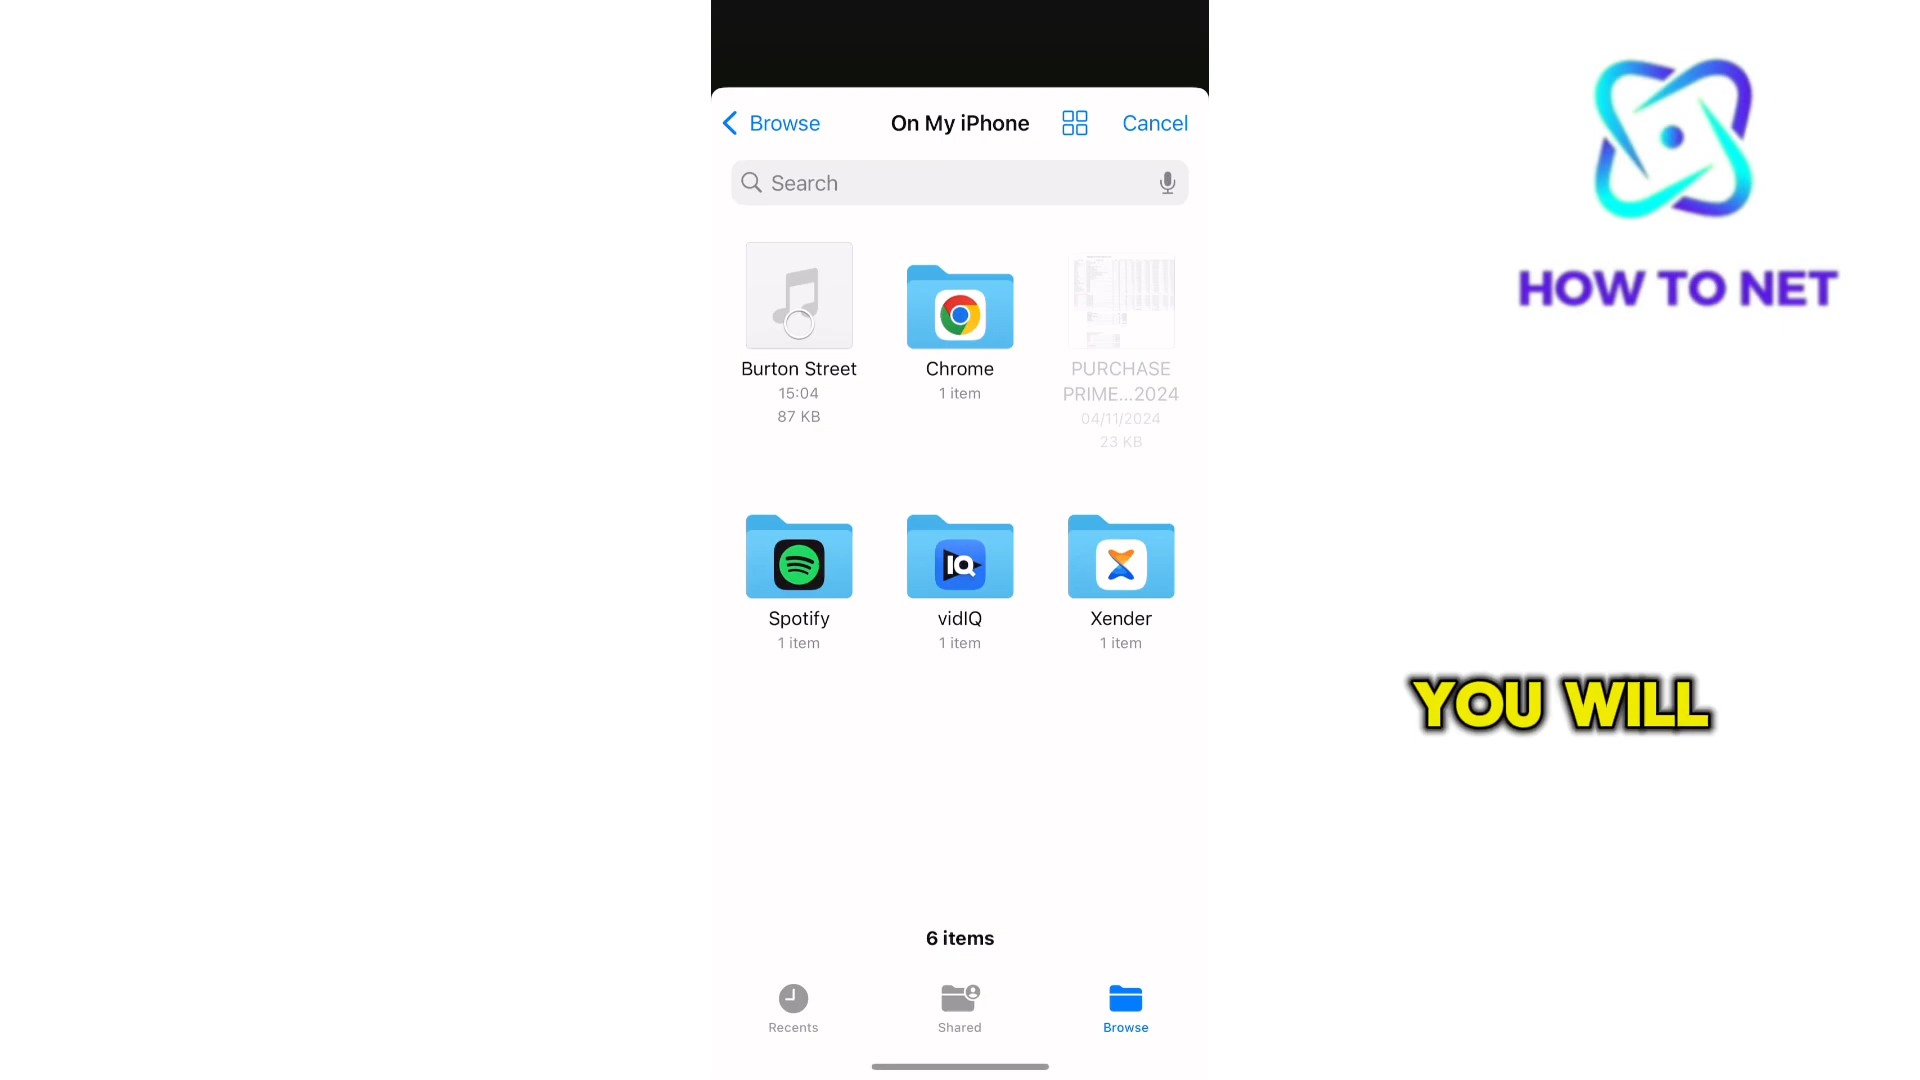 Browse
On My iPhone
Cancel
Search
Burton Street
15:04
87 KB
Chrome
1 item
PURCHASE
PRIME...2024
04/11/2024
23 KB
Spotify
1 item
IQ
vidIQ
1 item
Xender
1 item
6 items
Recents
Shared
Browse
HOW TO NET
YOU WILL